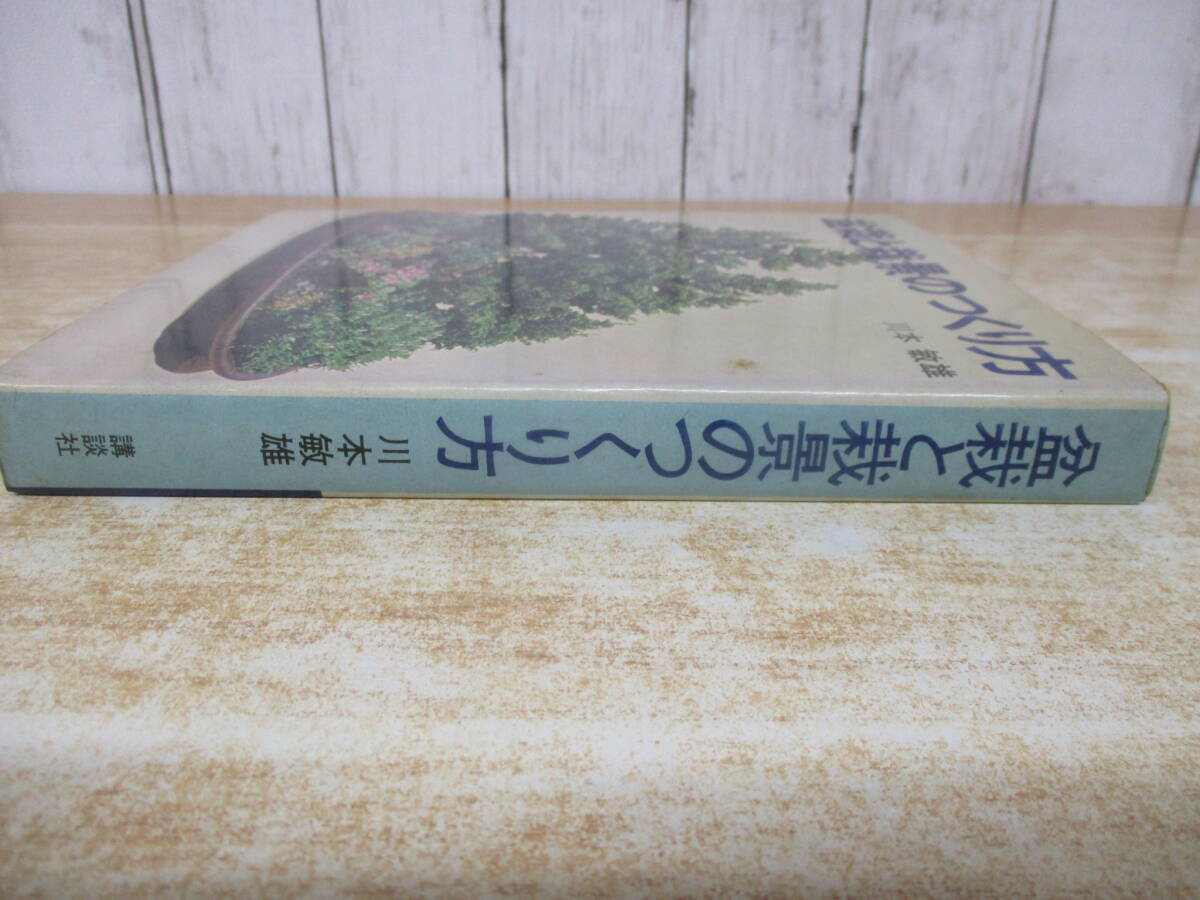 盆栽と栽景のつくり方
川本 敏雄
盆栽と栽景のつくり方
川本敏雄
講談社